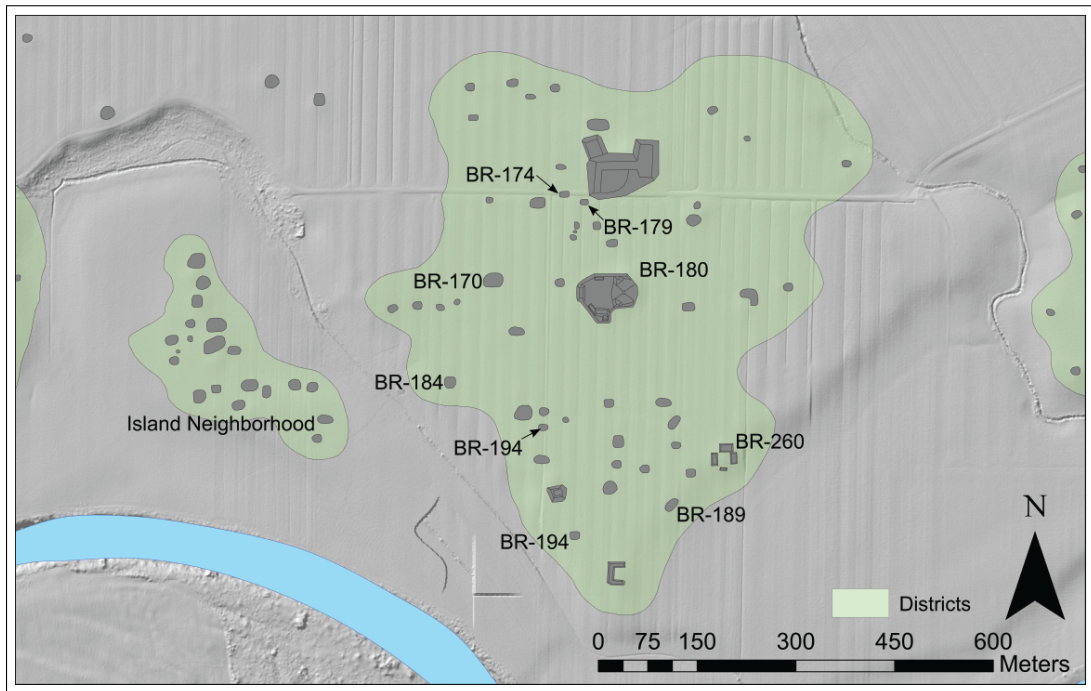 BR-174
BR-179
BR-170
BR-180
BR-184
Island Neighborhood
BR-194
BR-260
BR-189
BR-194
N
Districts
0 75 150 300 450 600
Meters